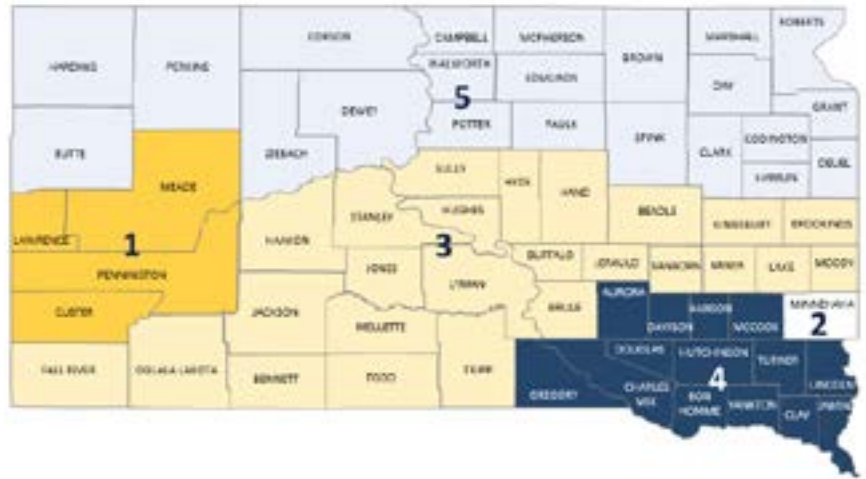 CORSON CAMPBELL MCPHERSON MARSHALL ROBERTS
HARDING PERKINS WALWORTH EDMUNDS BROWN DAY
5
DEWEY POTTER FAULK SPINK GRANT
BUTTE ZIEBACH CLARK CODINGTON DEUEL
HAMLIN
MEADE SULLY HYDE HAND
STANLEY HUGHES BEADLE KINGSBURY BROOKINGS
LAWRENCE 1 HAAKON 3
PENNINGTON JONES LYMAN BUFFALO JERAULD SANBORN MINER LAKE MOODY
CUSTER JACKSON BRULE AURORA HANSON MINNEHAHA
MELLETTE DAVISON MCCOOK 2
FALL RIVER OGLALA LAKOTA BENNETT TODD TRIPP DOUGLAS HUTCHINSON TURNER
4 LINCOLN
GREGORY CHARLES MIX BON HOMME YANKTON CLAY UNION